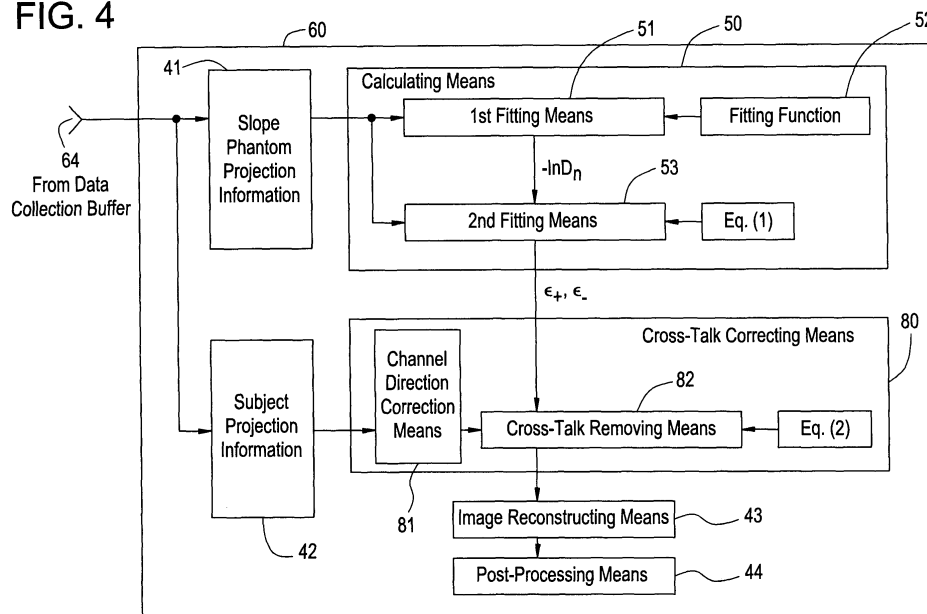 FIG. 4
60
41
51
50
52
Calculating Means
1st Fitting Means
Fitting Function
64
From Data
Collection Buffer
Slope
Phantom
Projection
Information
-lnDn
53
2nd Fitting Means
Eq. (1)
ϵ+, ϵ-
80
Cross-Talk Correcting Means
Channel
Direction
Correction
Means
82
Subject
Projection
Information
Cross-Talk Removing Means
Eq. (2)
81
42
Image Reconstructing Means
43
Post-Processing Means
44